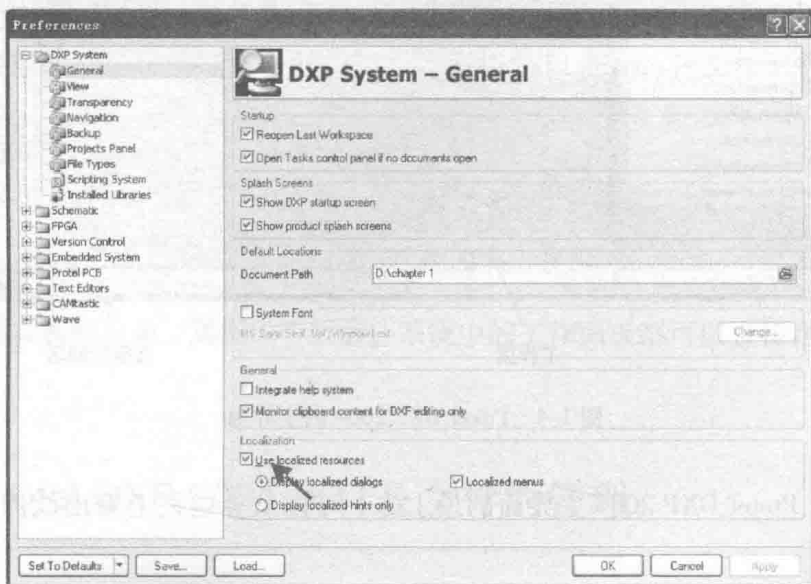 Preferences
DXP System
General
View
Transparency
Navigation
Backup
Projects Panel
File Types
Scripting System
Installed Libraries
Schematic
FPGA
Version Control
Embedded System
Protel PCB
Text Editors
CAMtastic
Wave
DXP System – General
Startup
Reopen Last Workspace
Open Tasks control panel if no documents open
Splash Screens
Show DXP startup screen
Show product splash screens
Default Locations
Document Path
D:\chapter 1
System Font
Change...
General
Integrate help system
Monitor clipboard content for DXP editing only
Localization
Use localized resources
Display localized dialogs
Localized menus
Display localized hints only
Set To Defaults
Save...
Load...
OK
Cancel
Apply